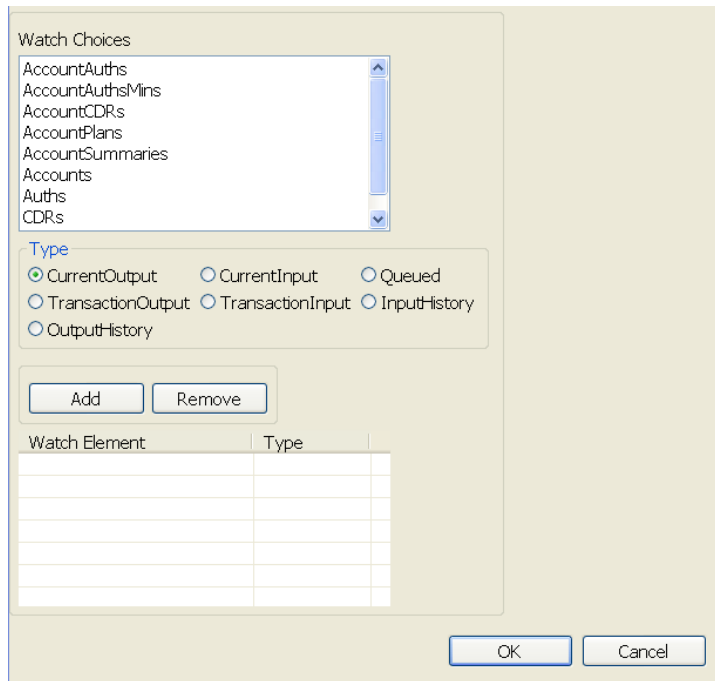 Watch Choices
AccountAuths
AccountAuthsMins
AccountCDRs
AccountPlans
AccountSummaries
Accounts
Auths
CDRs
Type
CurrentOutput CurrentInput Queued
TransactionOutput TransactionInput InputHistory
OutputHistory
Add Remove
Watch Element Type
OK Cancel